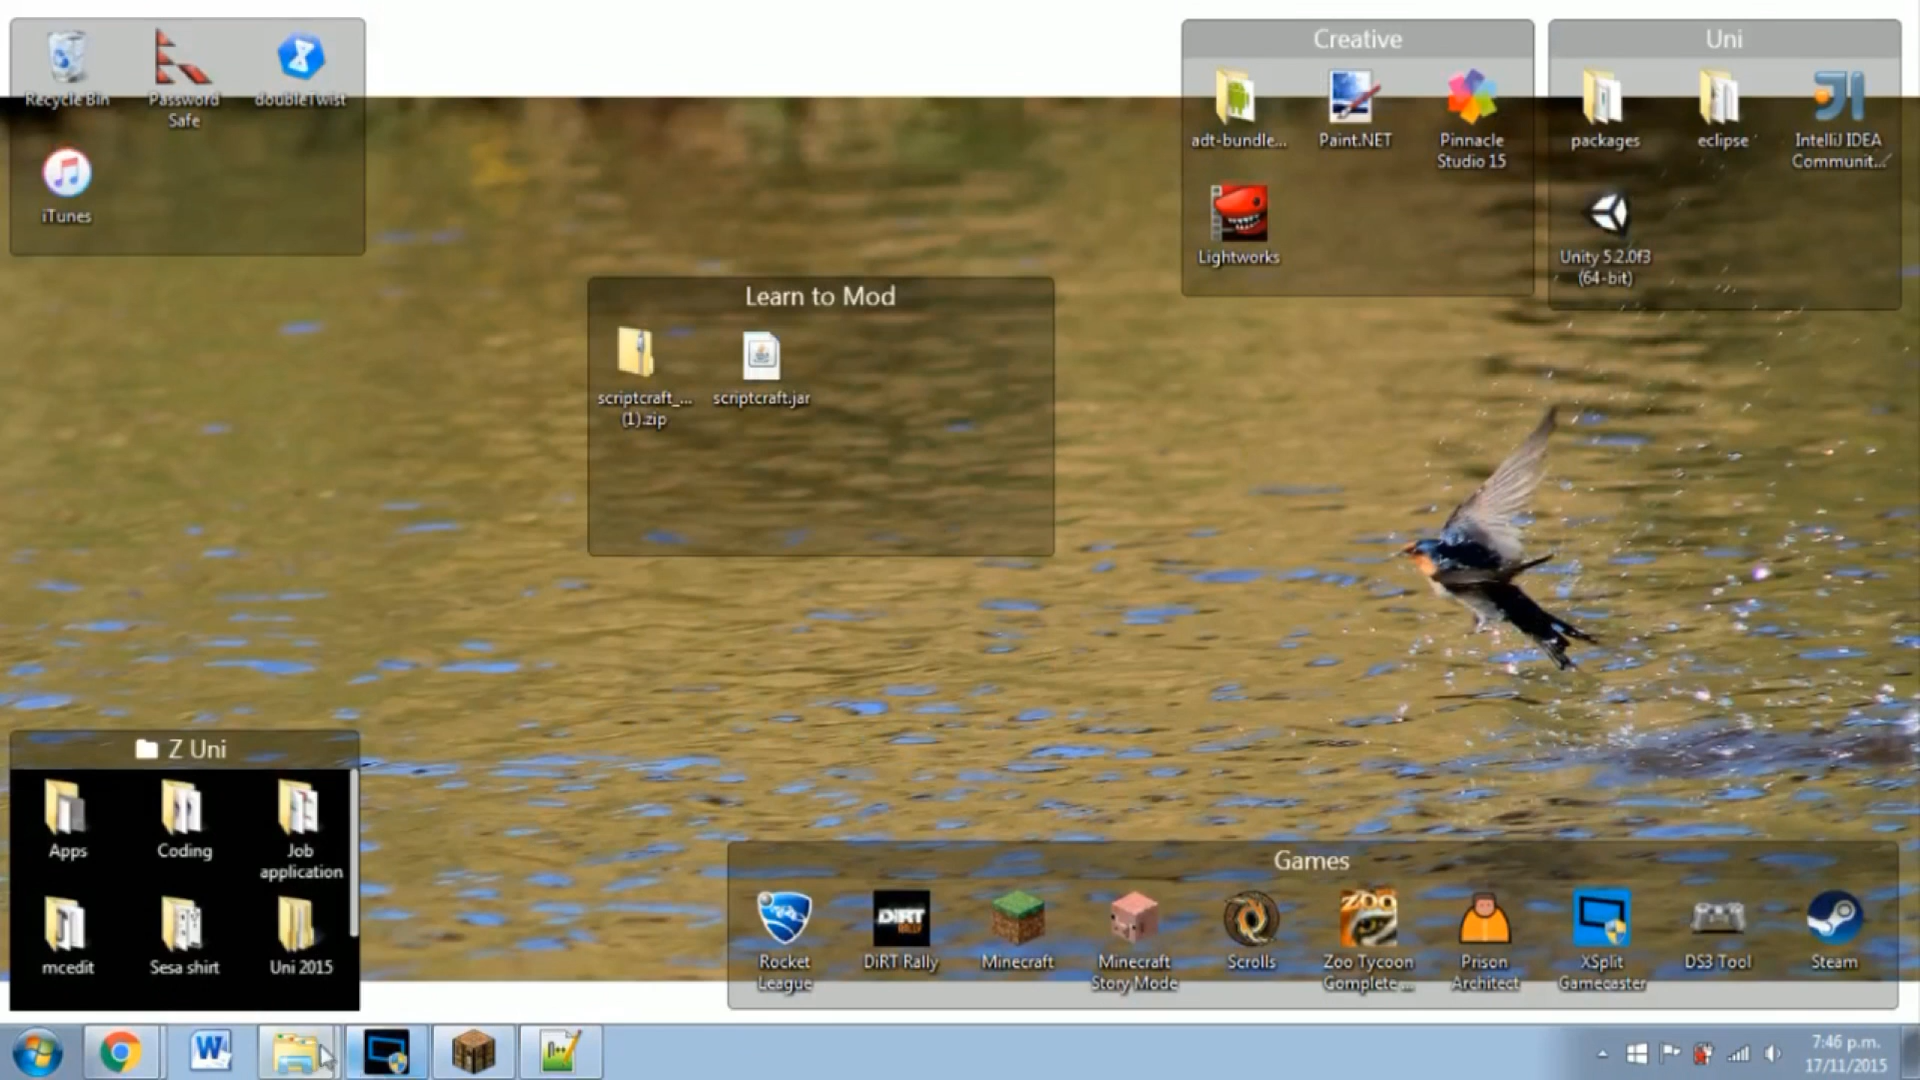 Recycle Bin
Password
Safe
doubleTwist
iTunes
Creative
adt-bundle...
Paint.NET
Pinnacle
Studio 15
Lightworks
Uni
packages
eclipse
IntelliJ IDEA
Communit...
Unity 5.2.0f3
(64-bit)
Learn to Mod
scriptcraft_...
(1).zip
scriptcraft.jar
Z Uni
Apps
Coding
Job
application
mcedit
Sesa shirt
Uni 2015
Games
DiRT
RALLY
ZOO
Rocket
League
DiRT Rally
Minecraft
Minecraft
Story Mode
Scrolls
Zoo Tycoon
Complete ...
Prison
Architect
XSplit
Gamecaster
DS3 Tool
Steam
W
7:46 p.m.
17/11/2015